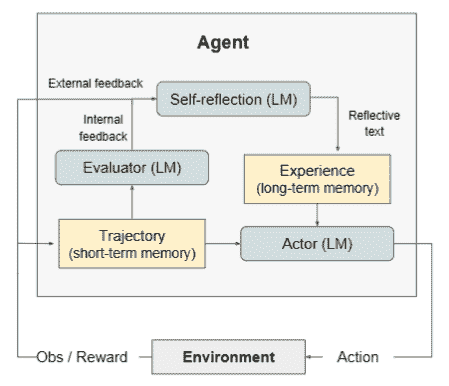 Agent
External feedback
Self-reflection (LM)
Internal
feedback
Reflective
text
Evaluator (LM)
Experience
(long-term memory)
Trajectory
(short-term memory)
Actor (LM)
Obs / Reward
Environment
Action